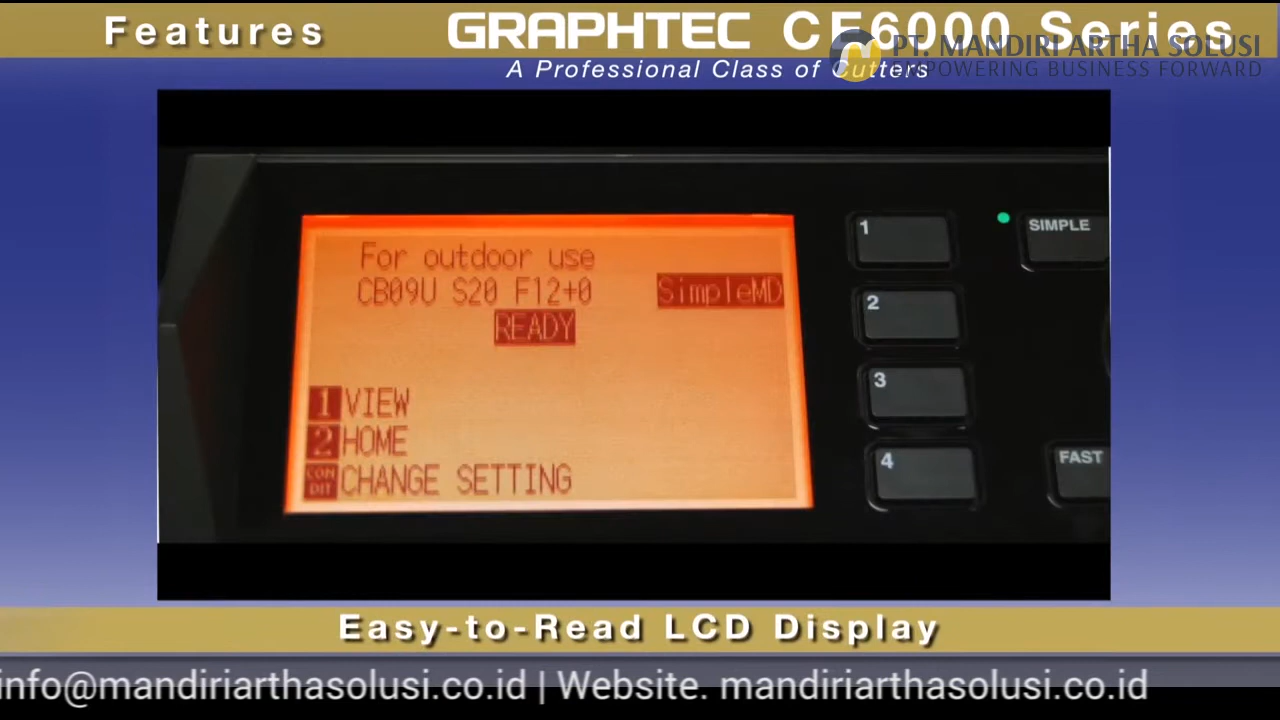 Features
GRAPHTEC CE6000 Series
PT. MANDIRI ARTHA SOLUSI
A Professional Class of Cutters
EMPOWERING BUSINESS FORWARD
For outdoor use
CB09U S20 F12+0 SimpleMD
READY
1 VIEW
2 HOME
CON DIT CHANGE SETTING
1
2
3
4
SIMPLE
FAST
Easy-to-Read LCD Display
info@mandiriarthasolusi.co.id | Website. mandiriarthasolusi.co.id